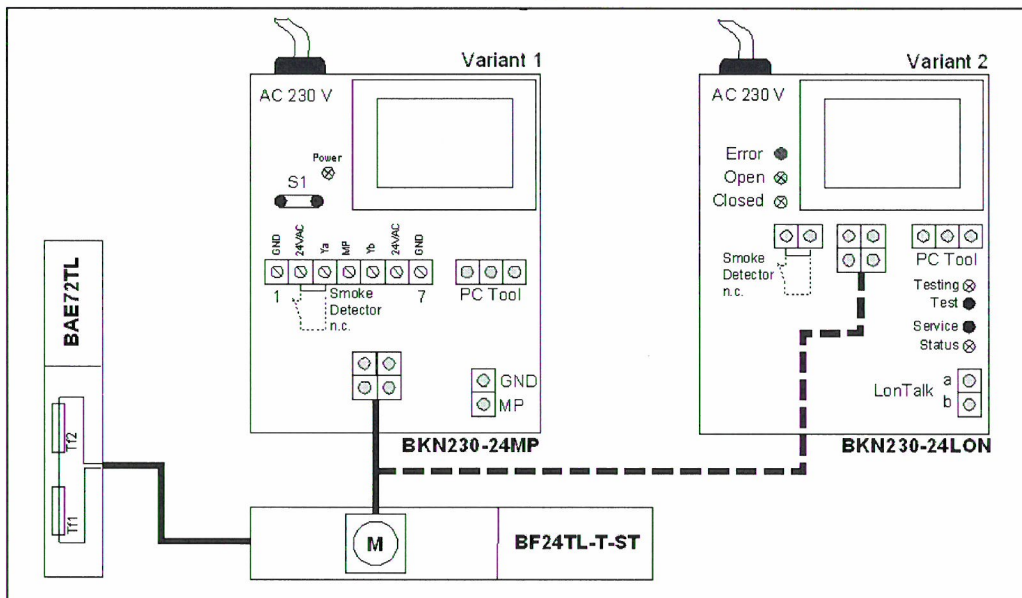 Variant 1
AC 230 V
Power
S1
GND 24VAC Ya MP Yb 24VAC GND
1 7
Smoke
Detector
n.c.
PC Tool
GND
MP
BKN230-24MP
Variant 2
AC 230 V
Error
Open
Closed
Smoke
Detector
n.c.
PC Tool
Testing
Test
Service
Status
LonTalk a
b
BKN230-24LON
BAE72TL
Tf2
Tf1
M
BF24TL-T-ST